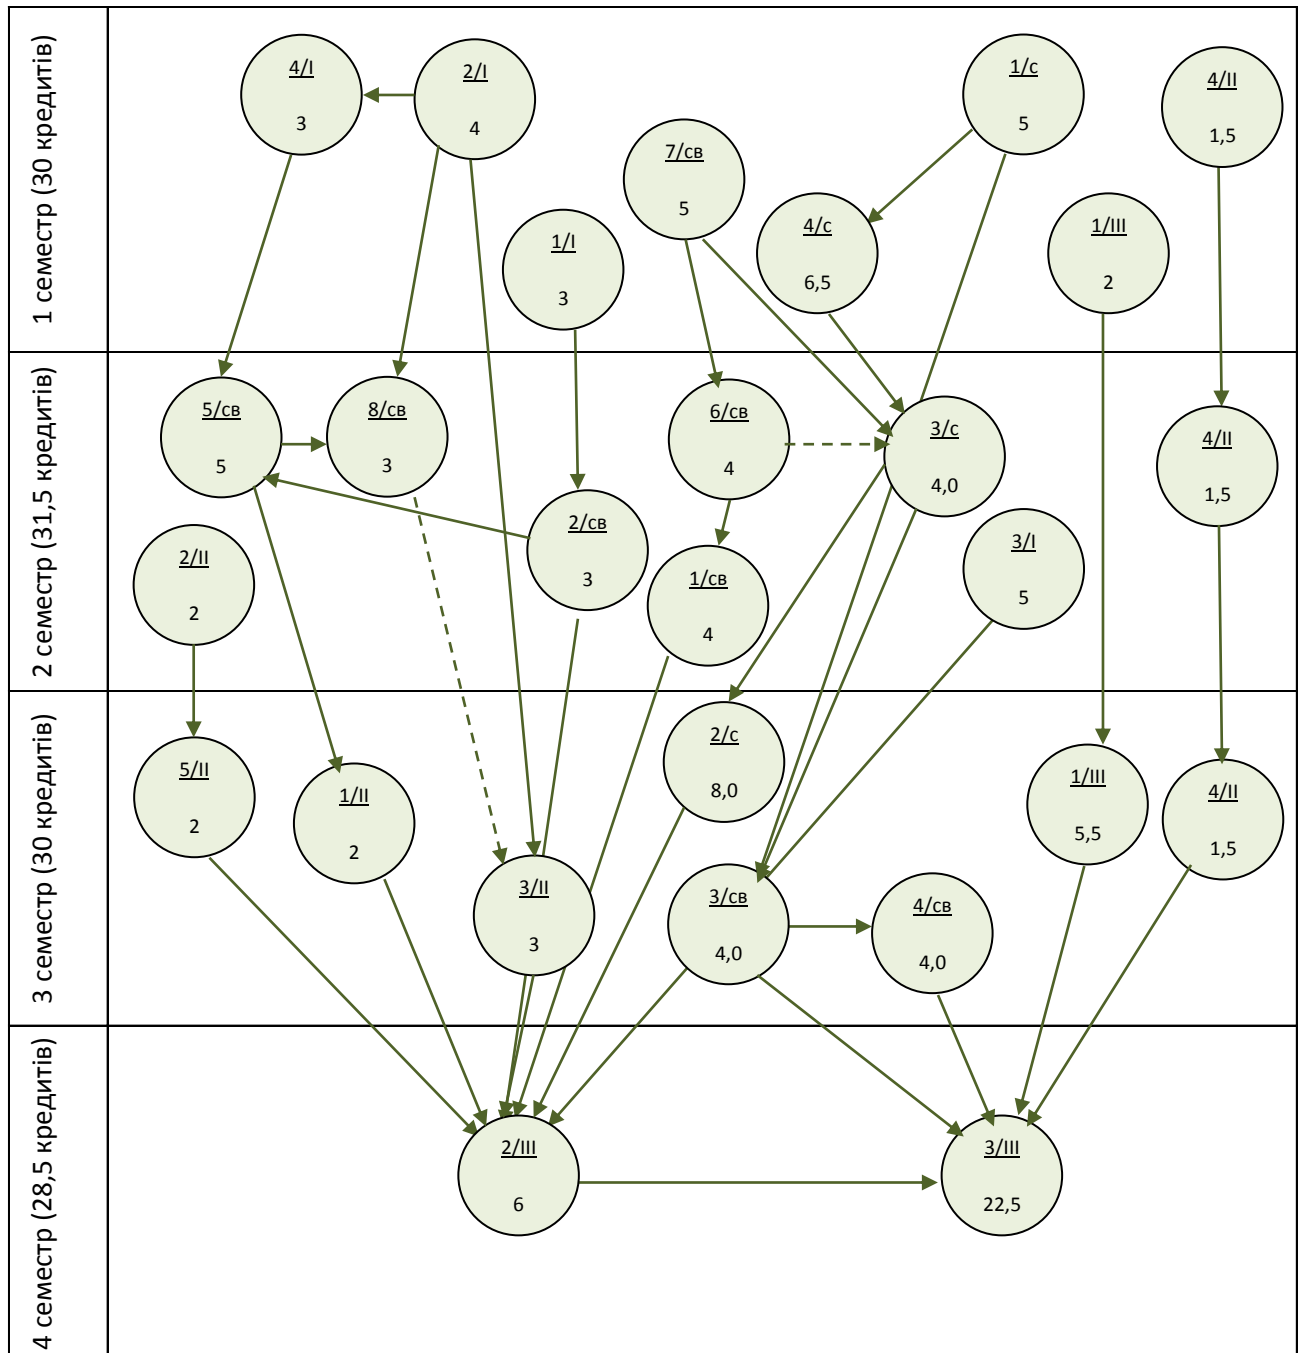 1 семестр (30 кредитів)
4/I
3
2/I
4
7/св
5
1/I
3
1/с
5
4/с
6,5
1/III
2
4/II
1,5
2 семестр (31,5 кредитів)
5/св
5
8/св
3
6/св
4
3/с
4,0
4/II
1,5
2/II
2
2/св
3
1/св
4
3/I
5
3 семестр (30 кредитів)
5/II
2
1/II
2
3/II
3
2/с
8,0
3/св
4,0
4/св
4,0
1/III
5,5
4/II
1,5
4 семестр (28,5 кредитів)
2/III
6
3/III
22,5